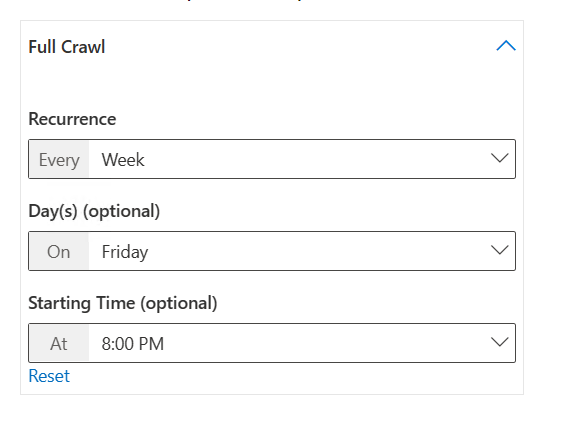 Full Crawl
Recurrence
Every Week
Day(s) (optional)
On Friday
Starting Time (optional)
At 8:00 PM
Reset